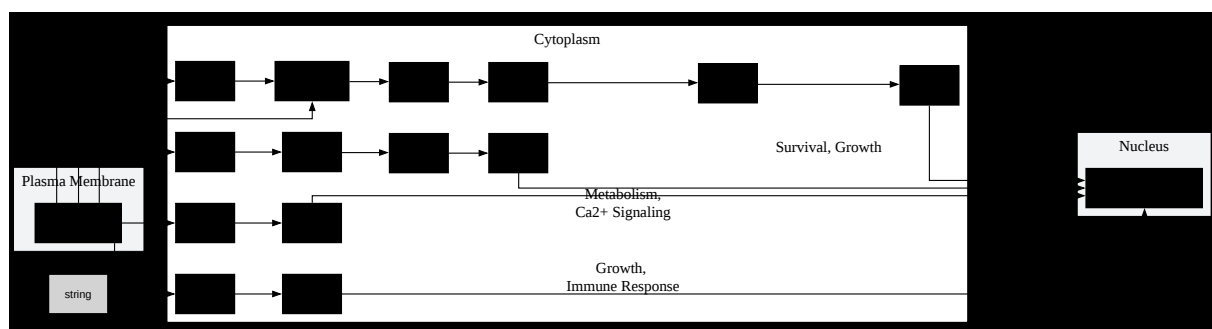 Cytoplasm
Survival, Growth
Nucleus
Plasma Membrane
Metabolism,
Ca2+ Signaling
Growth,
Immune Response
string